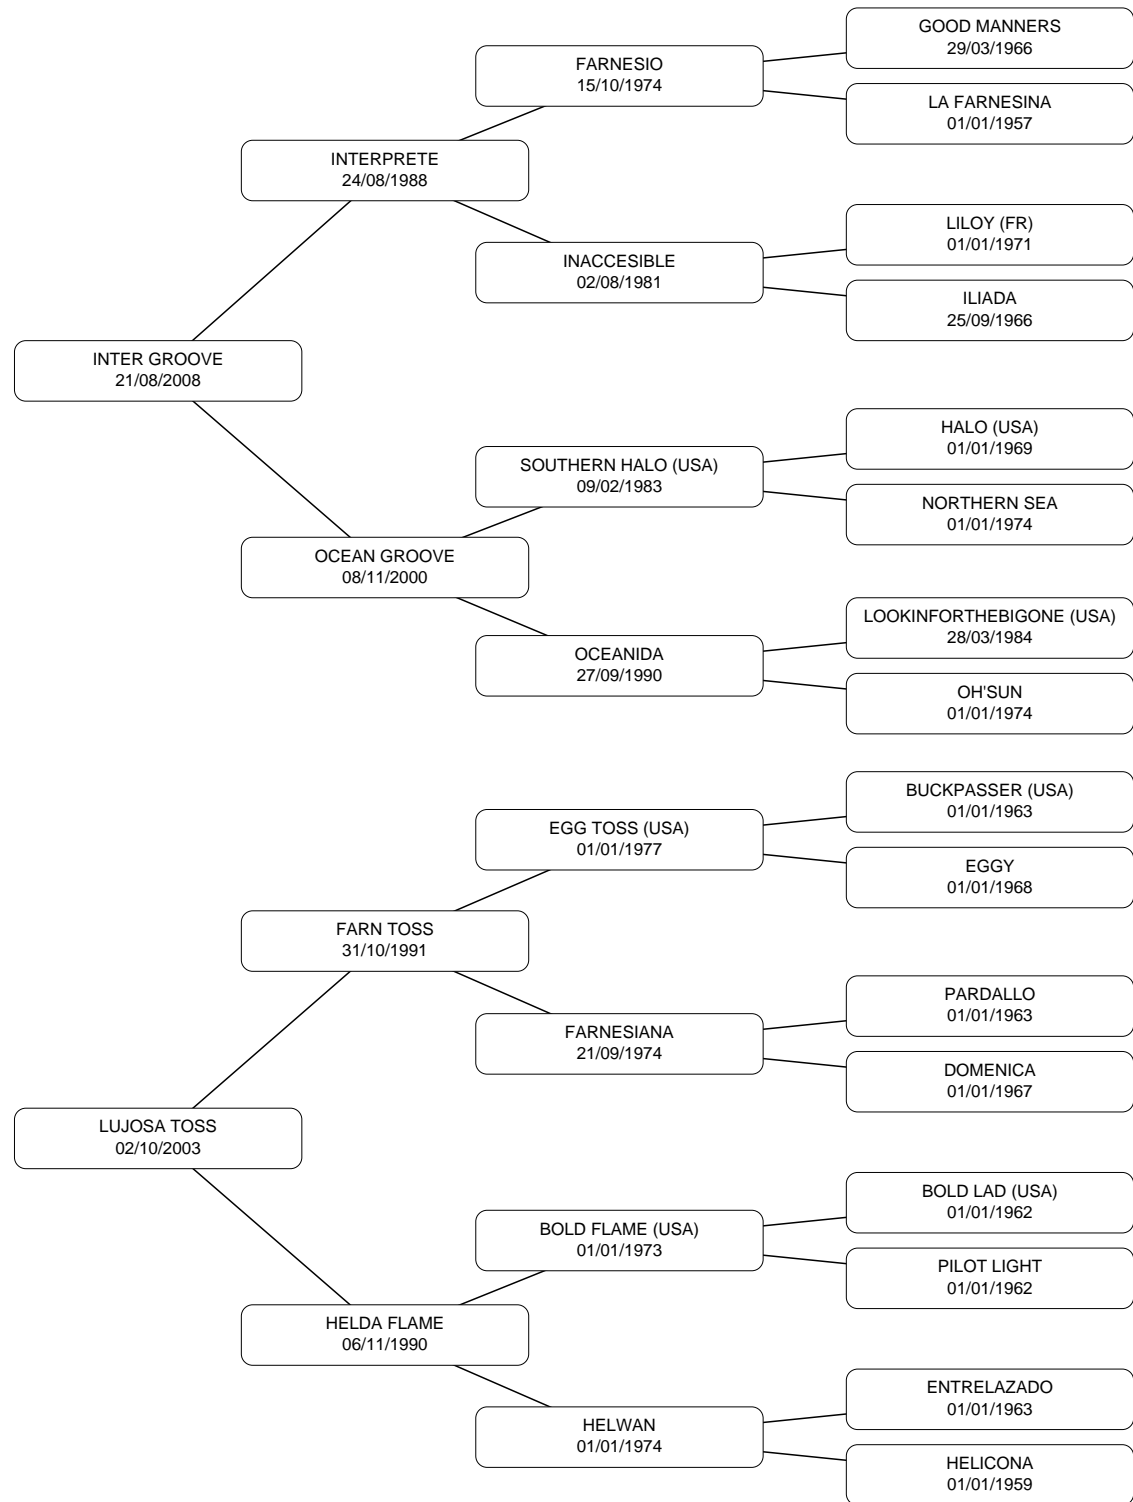 GOOD MANNERS
29/03/1966
FARNESIO
15/10/1974
LA FARNESINA
01/01/1957
INTERPRETE
24/08/1988
LILOY (FR)
01/01/1971
INACCESIBLE
02/08/1981
ILIADA
25/09/1966
INTER GROOVE
21/08/2008
HALO (USA)
01/01/1969
SOUTHERN HALO (USA)
09/02/1983
NORTHERN SEA
01/01/1974
OCEAN GROOVE
08/11/2000
LOOKINFORTHEBIGONE (USA)
28/03/1984
OCEANIDA
27/09/1990
OH'SUN
01/01/1974
BUCKPASSER (USA)
01/01/1963
EGG TOSS (USA)
01/01/1977
EGGY
01/01/1968
FARN TOSS
31/10/1991
PARDALLO
01/01/1963
FARNESIANA
21/09/1974
DOMENICA
01/01/1967
LUJOSA TOSS
02/10/2003
BOLD LAD (USA)
01/01/1962
BOLD FLAME (USA)
01/01/1973
PILOT LIGHT
01/01/1962
HELDA FLAME
06/11/1990
ENTRELAZADO
01/01/1963
HELWAN
01/01/1974
HELICONA
01/01/1959